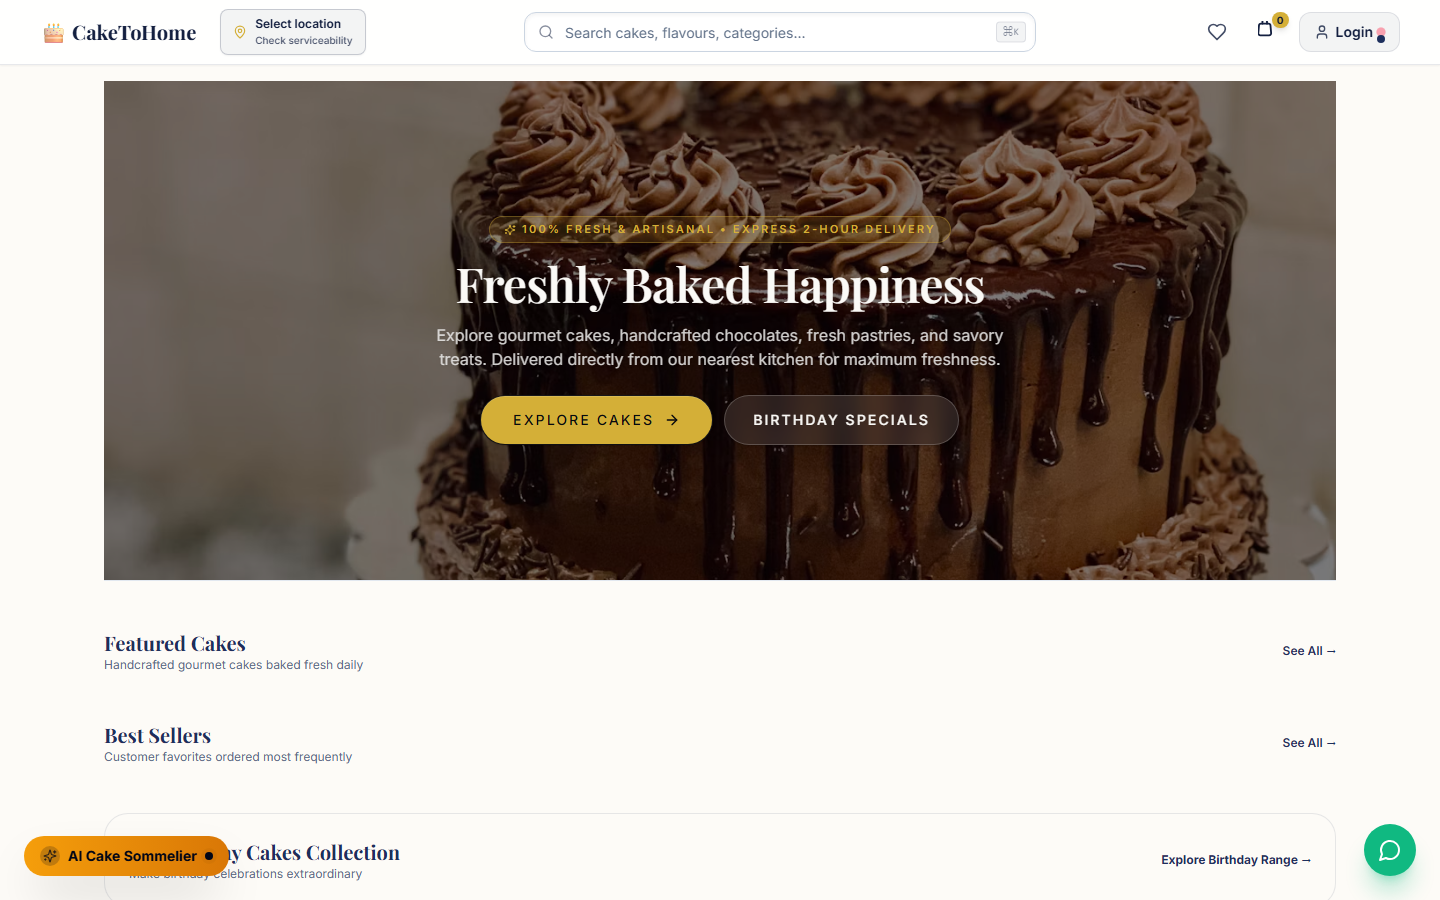 CakeToHome
Select location
Check serviceability
Search cakes, flavours, categories...
⌘K
0
Login
100% FRESH & ARTISANAL • EXPRESS 2-HOUR DELIVERY
Freshly Baked Happiness
Explore gourmet cakes, handcrafted chocolates, fresh pastries, and savory
treats. Delivered directly from our nearest kitchen for maximum freshness.
EXPLORE CAKES →
BIRTHDAY SPECIALS
Featured Cakes
Handcrafted gourmet cakes baked fresh daily
See All →
Best Sellers
Customer favorites ordered most frequently
See All →
Cakes Collection
celebrations extraordinary
Explore Birthday Range →
AI Cake Sommelier